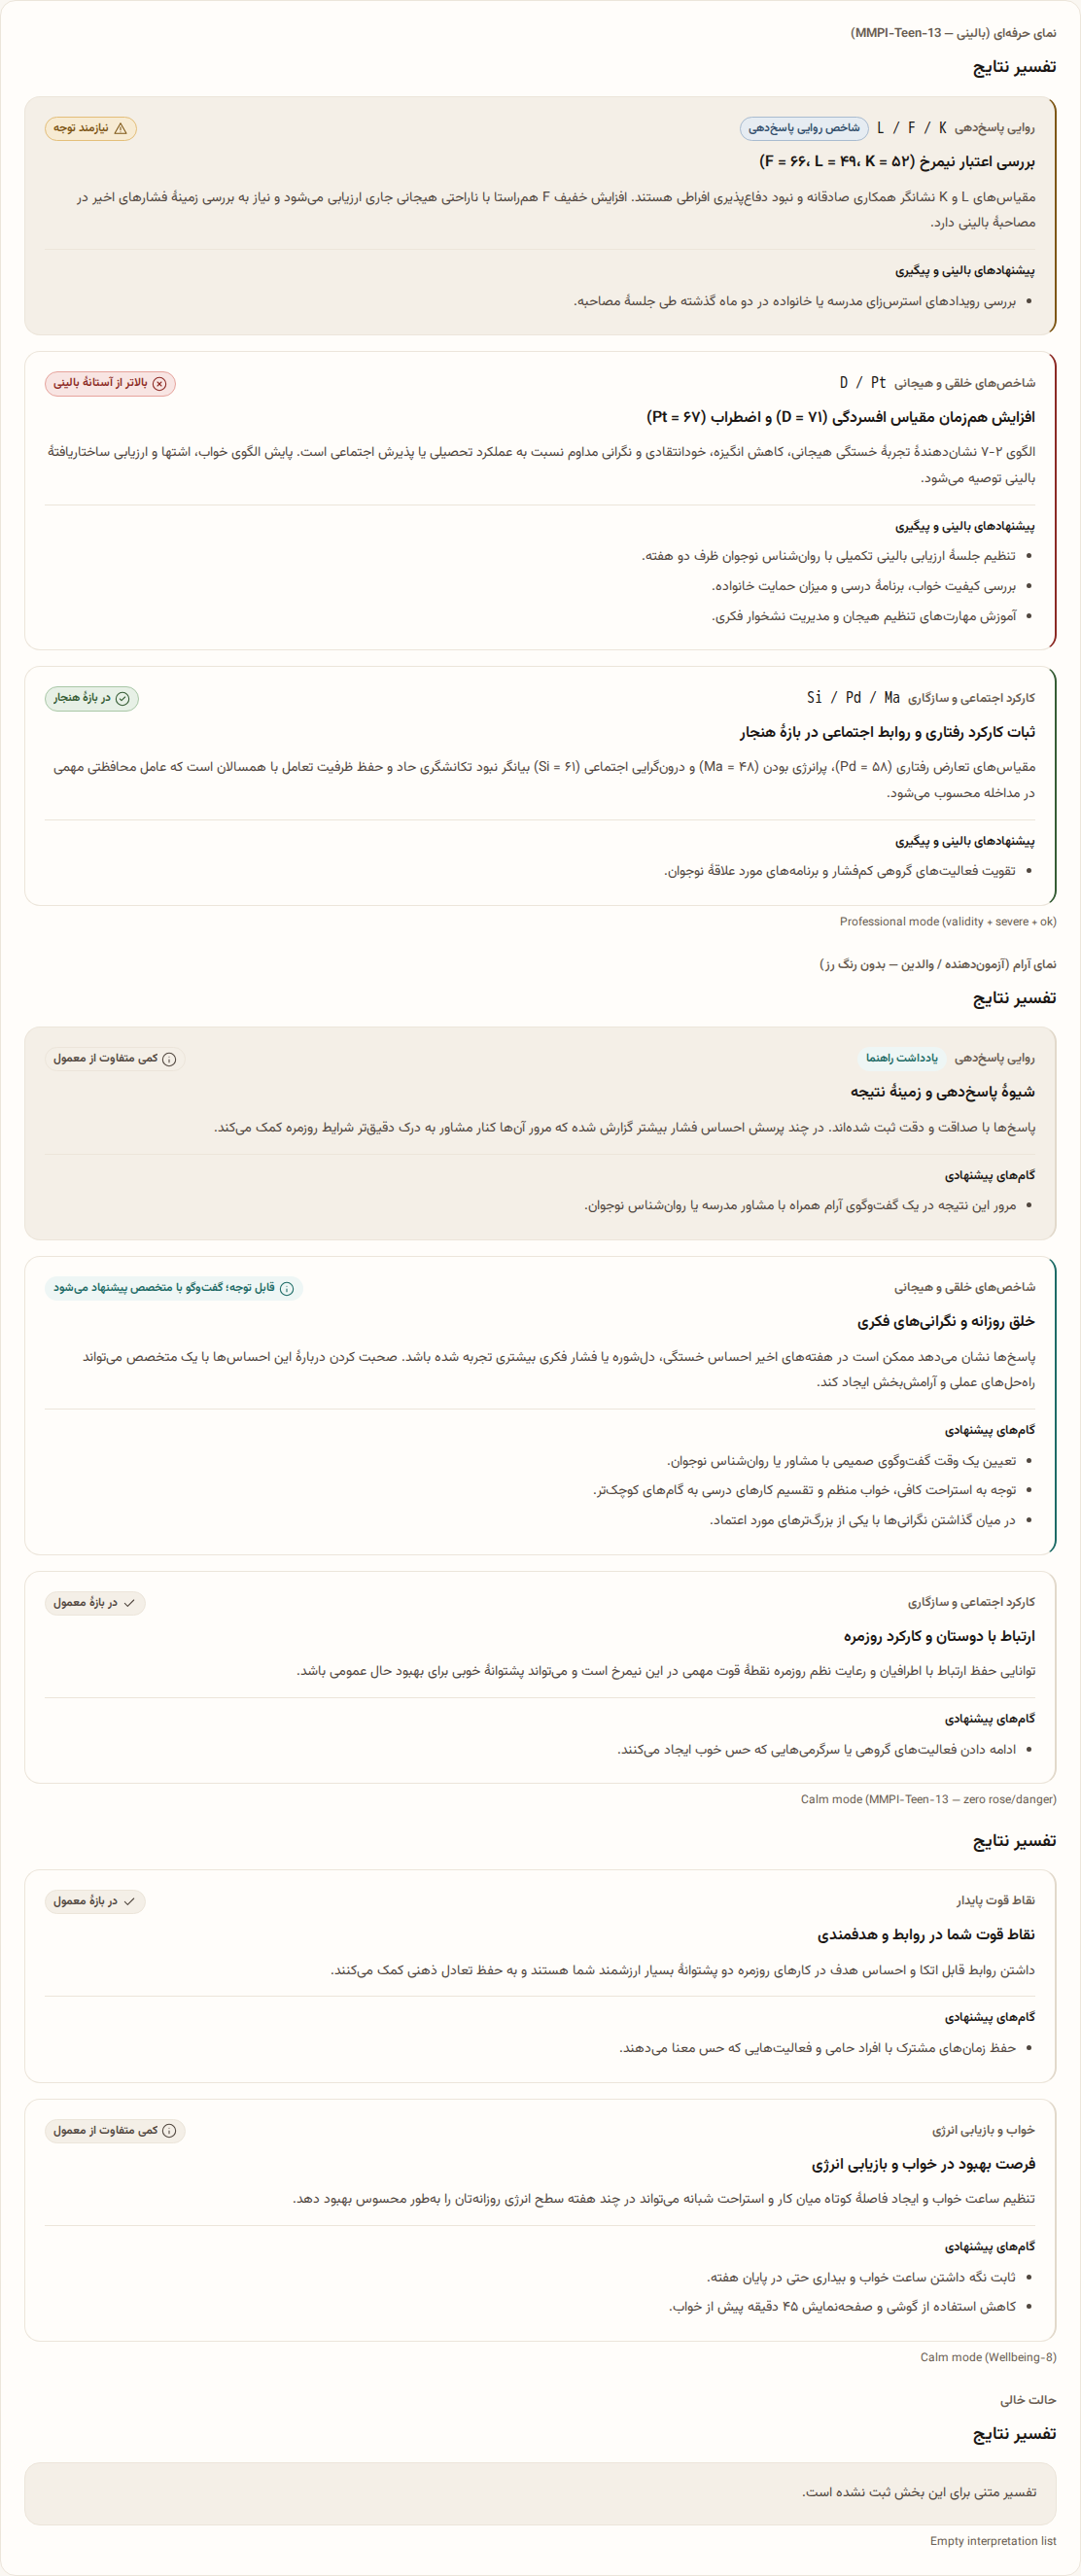 نمای حرفه‌ای (بالینی — MMPI-Teen-13)
تفسیر نتایج
روایی پاسخ‌دهی L / F / K شاخص روایی پاسخ‌دهی
نیازمند توجه
بررسی اعتبار نیمرخ (F = ۶۶، L = ۴۹، K = ۵۲)
مقیاس‌های L و K نشانگر همکاری صادقانه و نبود دفاع‌پذیری افراطی هستند. افزایش خفیف F هم‌راستا با ناراحتی هیجانی جاری ارزیابی می‌شود و نیاز به بررسی زمینهٔ فشارهای اخیر در
مصاحبهٔ بالینی دارد.
پیشنهادهای بالینی و پیگیری
• بررسی رویدادهای استرس‌زای مدرسه یا خانواده در دو ماه گذشته طی جلسهٔ مصاحبه.
شاخص‌های خلقی و هیجانی D / Pt
بالاتر از آستانهٔ بالینی
افزایش هم‌زمان مقیاس افسردگی (D = ۷۱) و اضطراب (Pt = ۶۷)
الگوی ۲-۷ نشان‌دهندهٔ تجربهٔ خستگی هیجانی، کاهش انگیزه، خودانتقادی و نگرانی مداوم نسبت به عملکرد تحصیلی یا پذیرش اجتماعی است. پایش الگوی خواب، اشتها و ارزیابی ساختاریافتهٔ
بالینی توصیه می‌شود.
پیشنهادهای بالینی و پیگیری
• تنظیم جلسهٔ ارزیابی بالینی تکمیلی با روان‌شناس نوجوان ظرف دو هفته.
• بررسی کیفیت خواب، برنامهٔ درسی و میزان حمایت خانواده.
• آموزش مهارت‌های تنظیم هیجان و مدیریت نشخوار فکری.
کارکرد اجتماعی و سازگاری Si / Pd / Ma
در بازهٔ هنجار
ثبات کارکرد رفتاری و روابط اجتماعی در بازهٔ هنجار
مقیاس‌های تعارض رفتاری (Pd = ۵۸)، پرانرژی بودن (Ma = ۴۸) و درون‌گرایی اجتماعی (Si = ۶۱) بیانگر نبود تکانشگری حاد و حفظ ظرفیت تعامل با همسالان است که عامل محافظتی مهمی
در مداخله محسوب می‌شود.
پیشنهادهای بالینی و پیگیری
• تقویت فعالیت‌های گروهی کم‌فشار و برنامه‌های مورد علاقهٔ نوجوان.
Professional mode (validity + severe + ok)
نمای آرام (آزمون‌دهنده / والدین — بدون رنگ رز)
تفسیر نتایج
روایی پاسخ‌دهی یادداشت راهنما
کمی متفاوت از معمول
شیوهٔ پاسخ‌دهی و زمینهٔ نتیجه
پاسخ‌ها با صداقت و دقت ثبت شده‌اند. در چند پرسش احساس فشار بیشتر گزارش شده که مرور آن‌ها کنار مشاور به درک دقیق‌تر شرایط روزمره کمک می‌کند.
گام‌های پیشنهادی
• مرور این نتیجه در یک گفت‌وگوی آرام همراه با مشاور مدرسه یا روان‌شناس نوجوان.
شاخص‌های خلقی و هیجانی
قابل توجه؛ گفت‌وگو با متخصص پیشنهاد می‌شود
خلق روزانه و نگرانی‌های فکری
پاسخ‌ها نشان می‌دهد ممکن است در هفته‌های اخیر احساس خستگی، دل‌شوره یا فشار فکری بیشتری تجربه شده باشد. صحبت کردن دربارهٔ این احساس‌ها با یک متخصص می‌تواند
راه‌حل‌های عملی و آرامش‌بخش ایجاد کند.
گام‌های پیشنهادی
• تعیین یک وقت گفت‌وگوی صمیمی با مشاور یا روان‌شناس نوجوان.
• توجه به استراحت کافی، خواب منظم و تقسیم کارهای درسی به گام‌های کوچک‌تر.
• در میان گذاشتن نگرانی‌ها با یکی از بزرگ‌ترهای مورد اعتماد.
کارکرد اجتماعی و سازگاری
در بازهٔ معمول
ارتباط با دوستان و کارکرد روزمره
توانایی حفظ ارتباط با اطرافیان و رعایت نظم روزمره نقطهٔ قوت مهمی در این نیمرخ است و می‌تواند پشتوانهٔ خوبی برای بهبود حال عمومی باشد.
گام‌های پیشنهادی
• ادامه دادن فعالیت‌های گروهی یا سرگرمی‌هایی که حس خوب ایجاد می‌کنند.
Calm mode (MMPI-Teen-13 — zero rose/danger)
تفسیر نتایج
نقاط قوت پایدار
در بازهٔ معمول
نقاط قوت شما در روابط و هدفمندی
داشتن روابط قابل اتکا و احساس هدف در کارهای روزمره دو پشتوانهٔ بسیار ارزشمند شما هستند و به حفظ تعادل ذهنی کمک می‌کنند.
گام‌های پیشنهادی
• حفظ زمان‌های مشترک با افراد حامی و فعالیت‌هایی که حس معنا می‌دهند.
خواب و بازیابی انرژی
کمی متفاوت از معمول
فرصت بهبود در خواب و بازیابی انرژی
تنظیم ساعت خواب و ایجاد فاصلهٔ کوتاه میان کار و استراحت شبانه می‌تواند در چند هفته سطح انرژی روزانه‌تان را به‌طور محسوس بهبود دهد.
گام‌های پیشنهادی
• ثابت نگه داشتن ساعت خواب و بیداری حتی در پایان هفته.
• کاهش استفاده از گوشی و صفحه‌نمایش ۴۵ دقیقه پیش از خواب.
Calm mode (Wellbeing-8)
حالت خالی
تفسیر نتایج
تفسیر متنی برای این بخش ثبت نشده است.
Empty interpretation list